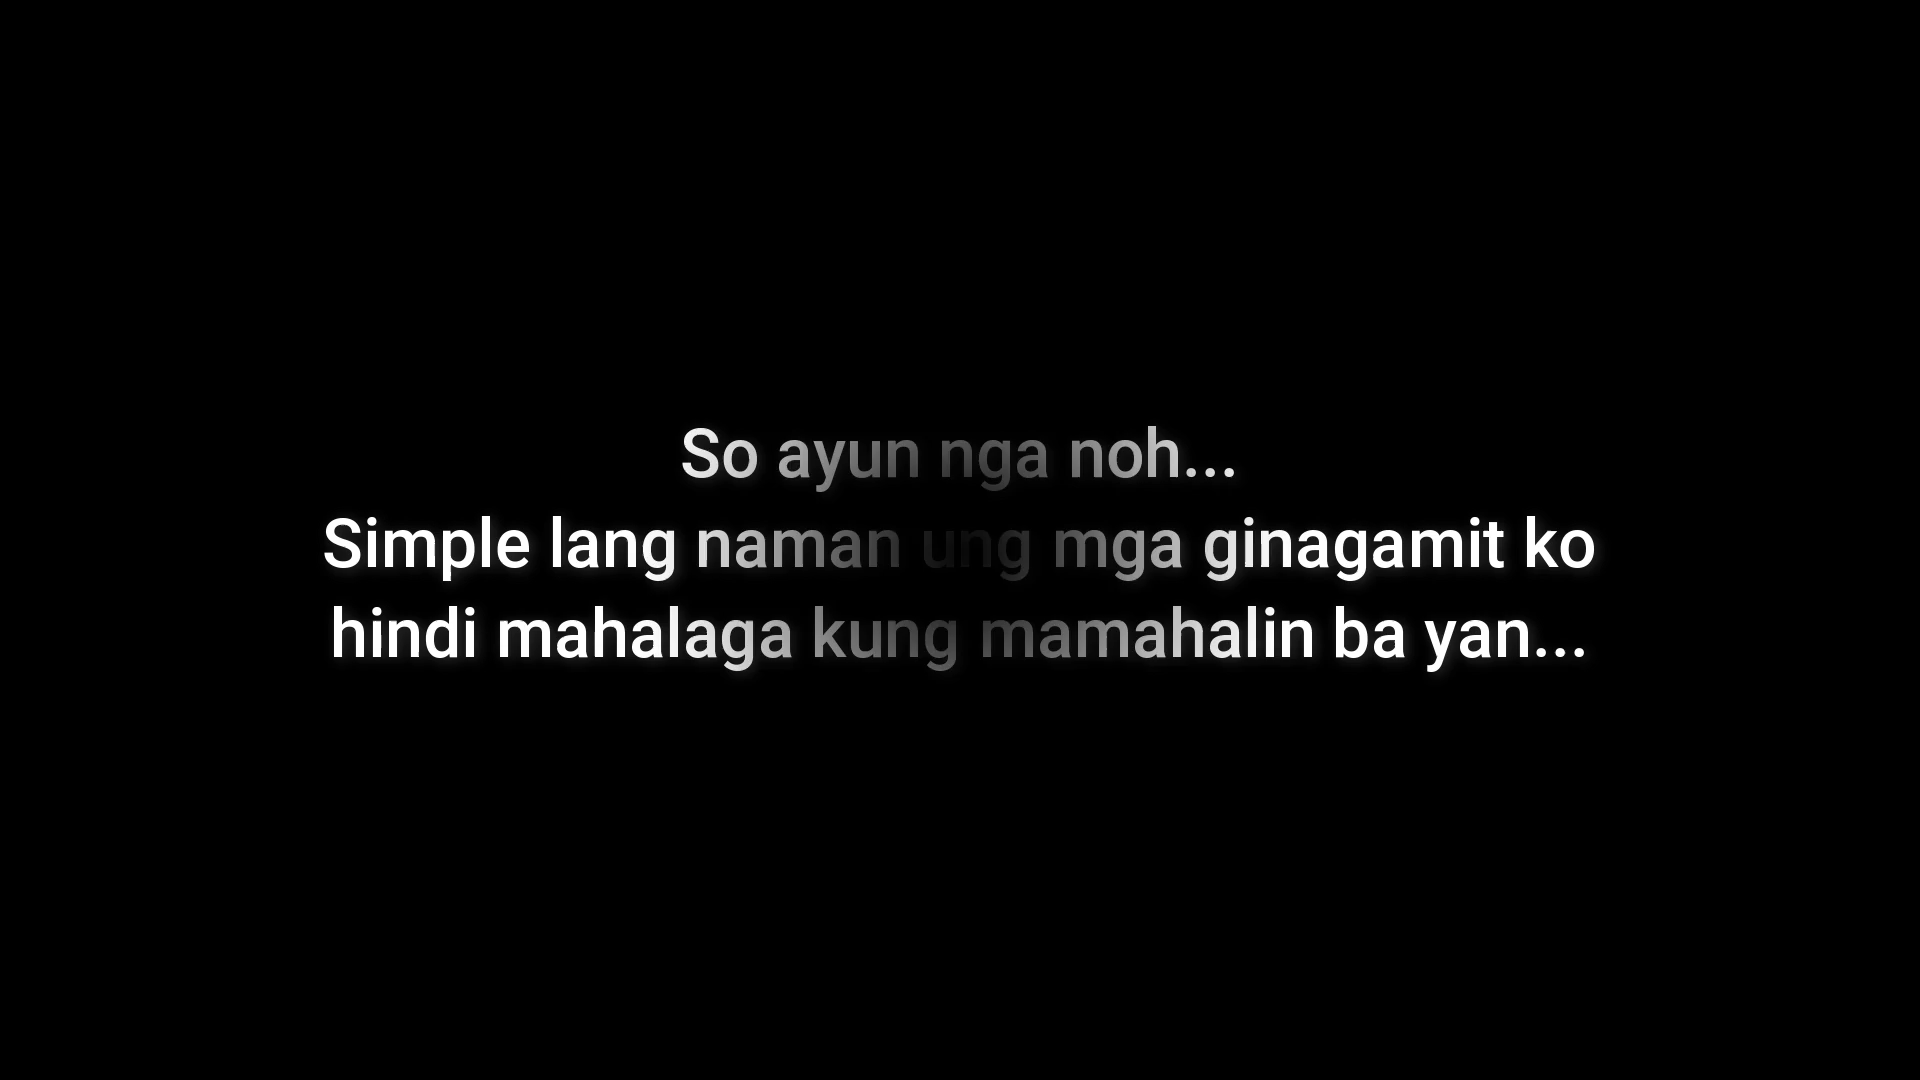 So ayun nga noh...
Simple lang naman ung mga ginagamit ko
hindi mahalaga kung mamahalin ba yan...